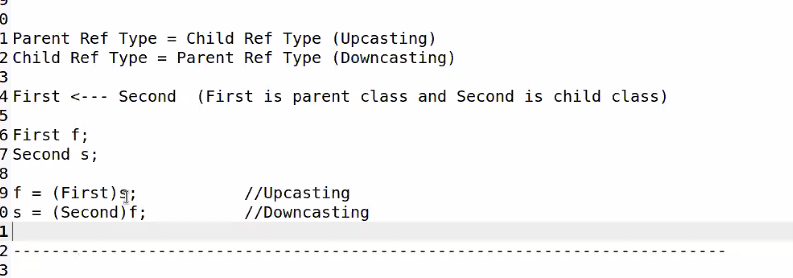 0
1 Parent Ref Type = Child Ref Type (Upcasting)
2 Child Ref Type = Parent Ref Type (Downcasting)
3
4 First <--- Second  (First is parent class and Second is child class)
5
6 First f;
7 Second s;
8
9 f = (First)s;           //Upcasting
0 s = (Second)f;          //Downcasting
1
2 --------------------------------------------------------------------------
3